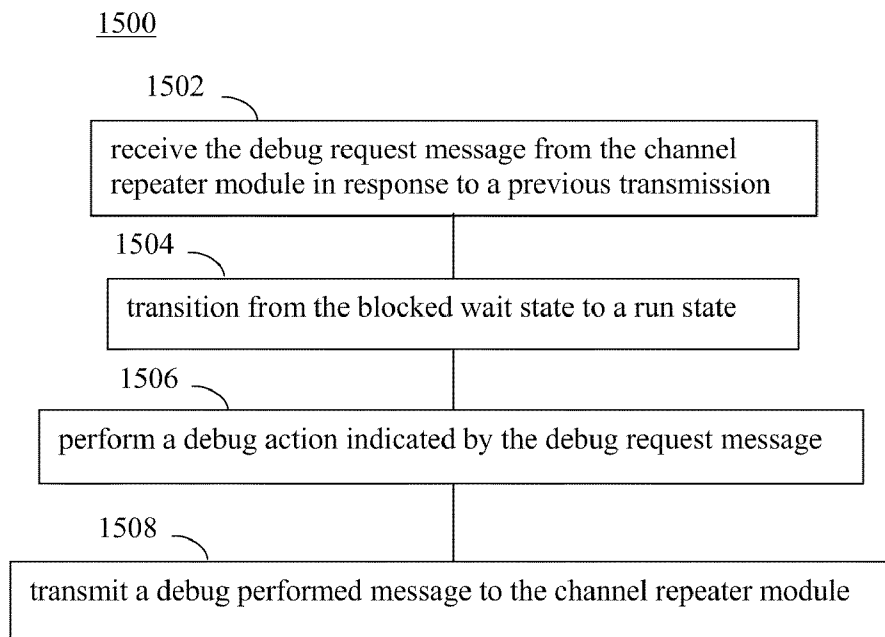 1500
1502
receive the debug request message from the channel
repeater module in response to a previous transmission
1504
transition from the blocked wait state to a run state
1506
perform a debug action indicated by the debug request message
1508
transmit a debug performed message to the channel repeater module